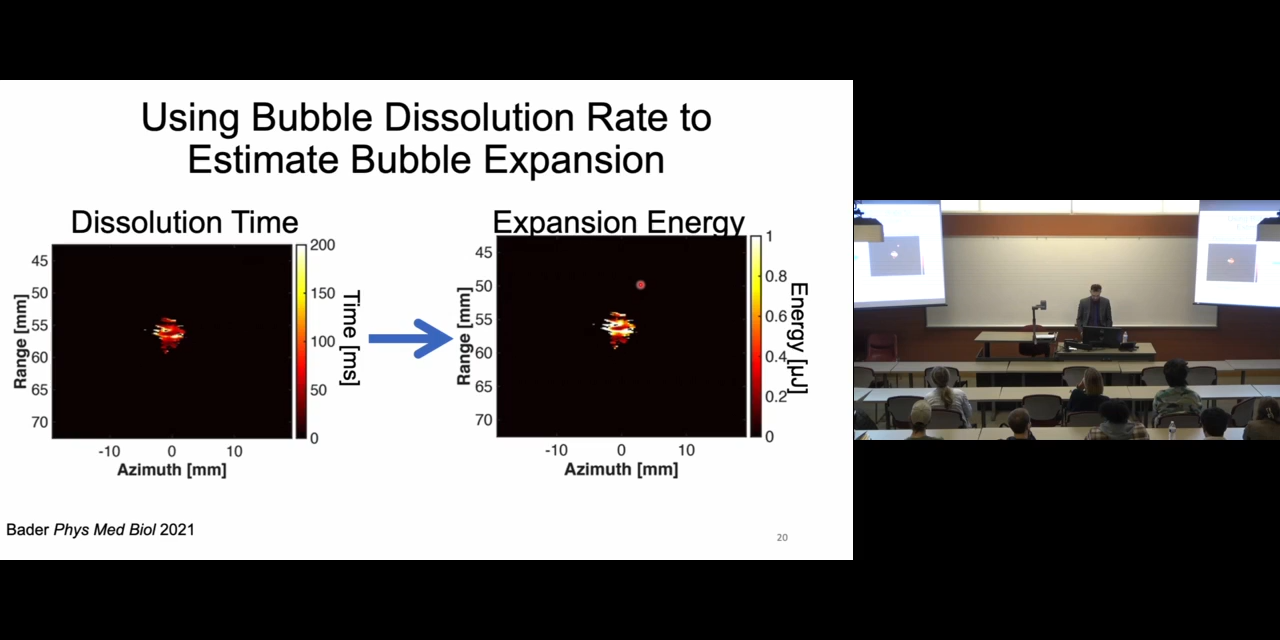 Using Bubble Dissolution Rate to
Estimate Bubble Expansion
Dissolution Time
45
50
55
60
65
70
-10
0
10
Range [mm]
Azimuth [mm]
200
150
100
50
0
Time [ms]
Expansion Energy
45
50
55
60
65
70
-10
0
10
Range [mm]
Azimuth [mm]
1
0.8
0.6
0.4
0.2
0
Energy [µJ]
Bader Phys Med Biol 2021
20